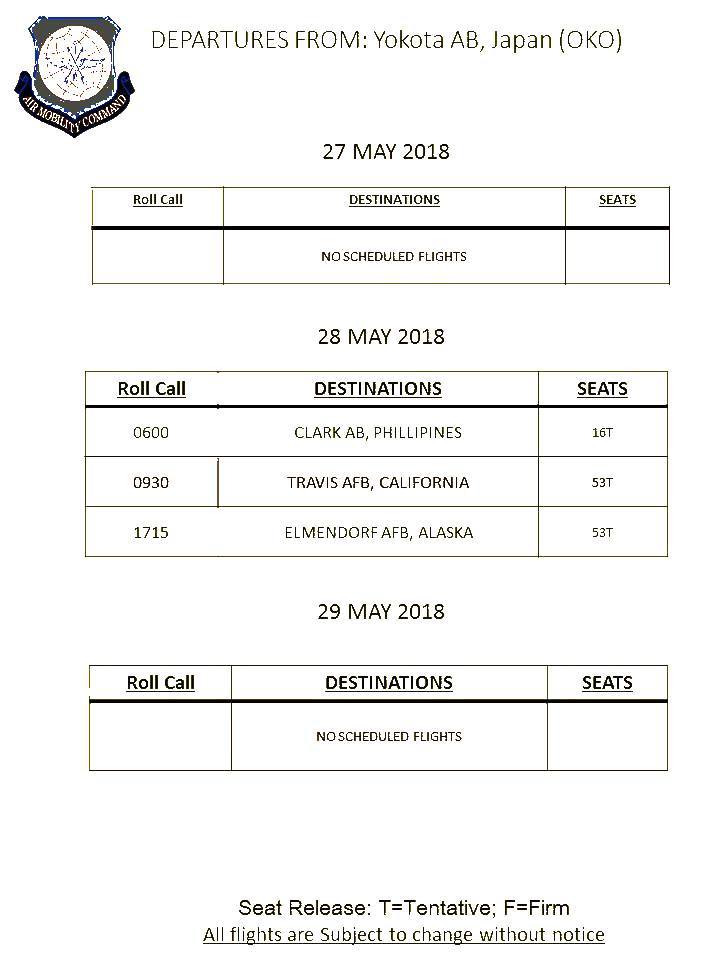 DEPARTURES FROM: Yokota AB, Japan (OKO)
AIR MOBILITY COMMAND
27 MAY 2018
Roll Call DESTINATIONS SEATS
NO SCHEDULED FLIGHTS
28 MAY 2018
Roll Call DESTINATIONS SEATS
0600 CLARK AB, PHILLIPINES 16T
0930 TRAVIS AFB, CALIFORNIA 53T
1715 ELMENDORF AFB, ALASKA 53T
29 MAY 2018
Roll Call DESTINATIONS SEATS
NO SCHEDULED FLIGHTS
Seat Release: T=Tentative; F=Firm
All flights are Subject to change without notice